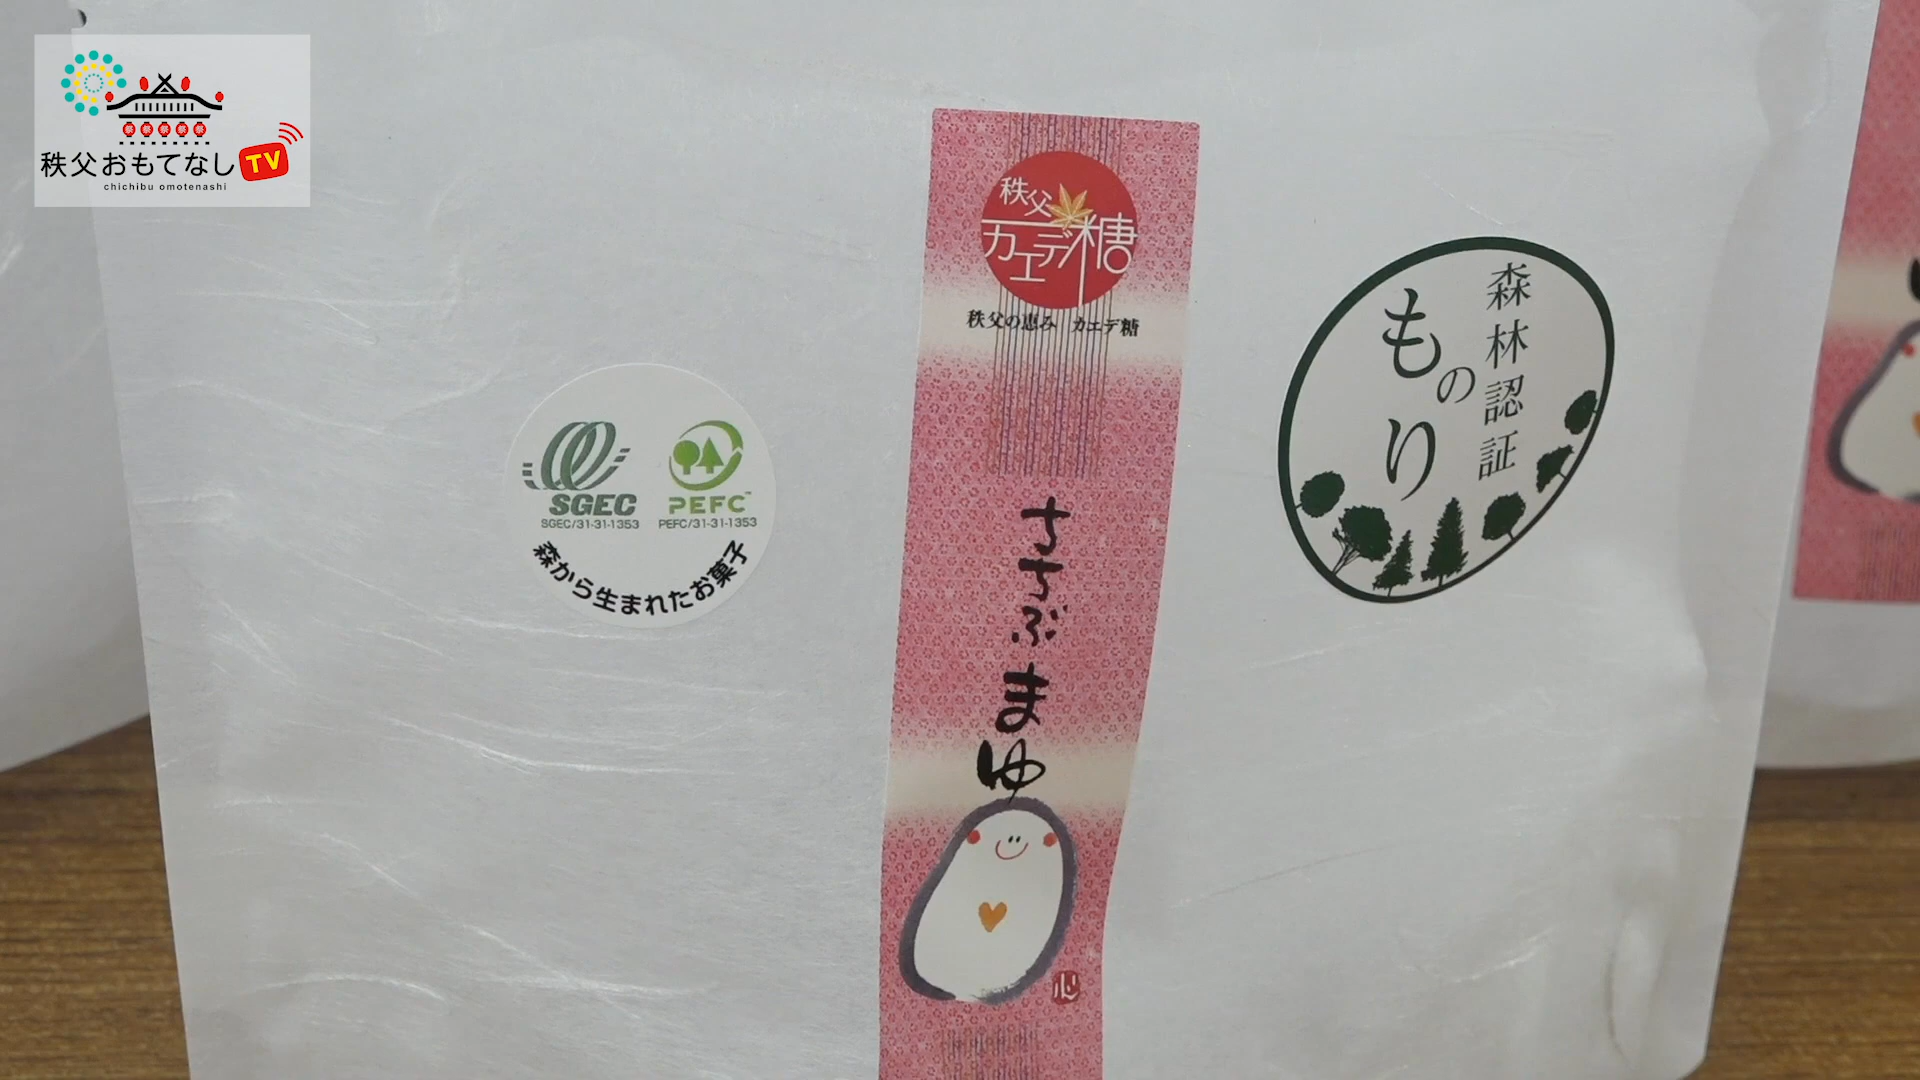 秩父おもてなし
TV
chichibu omotenashi
秩父
カエデ糖
秩父の恵み カエデ糖
ちちぶまゆ
心
SGEC
SGEC/31-31-1353
PEFC™
PEFC/31-31-1353
森から生まれたお菓子
森林認証
もの
り